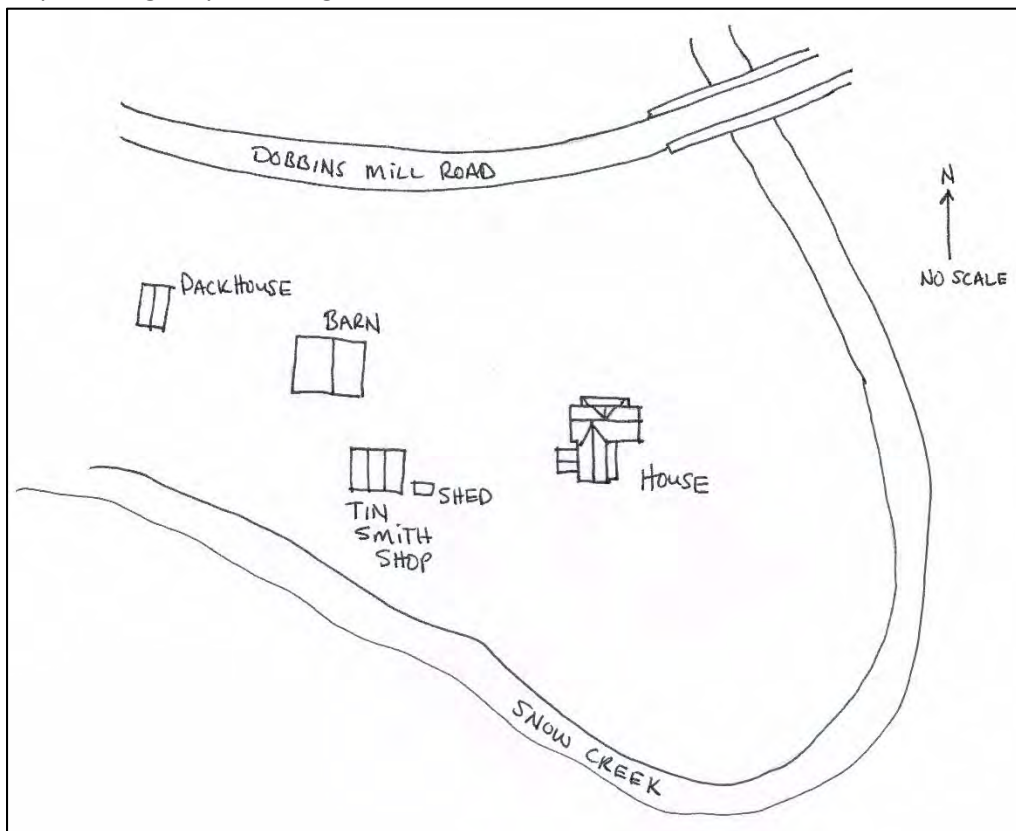 DOBBINS MILL ROAD
N
NO SCALE
PACKHOUSE
BARN
HOUSE
SHED
TIN
SMITH
SHOP
SNOW CREEK